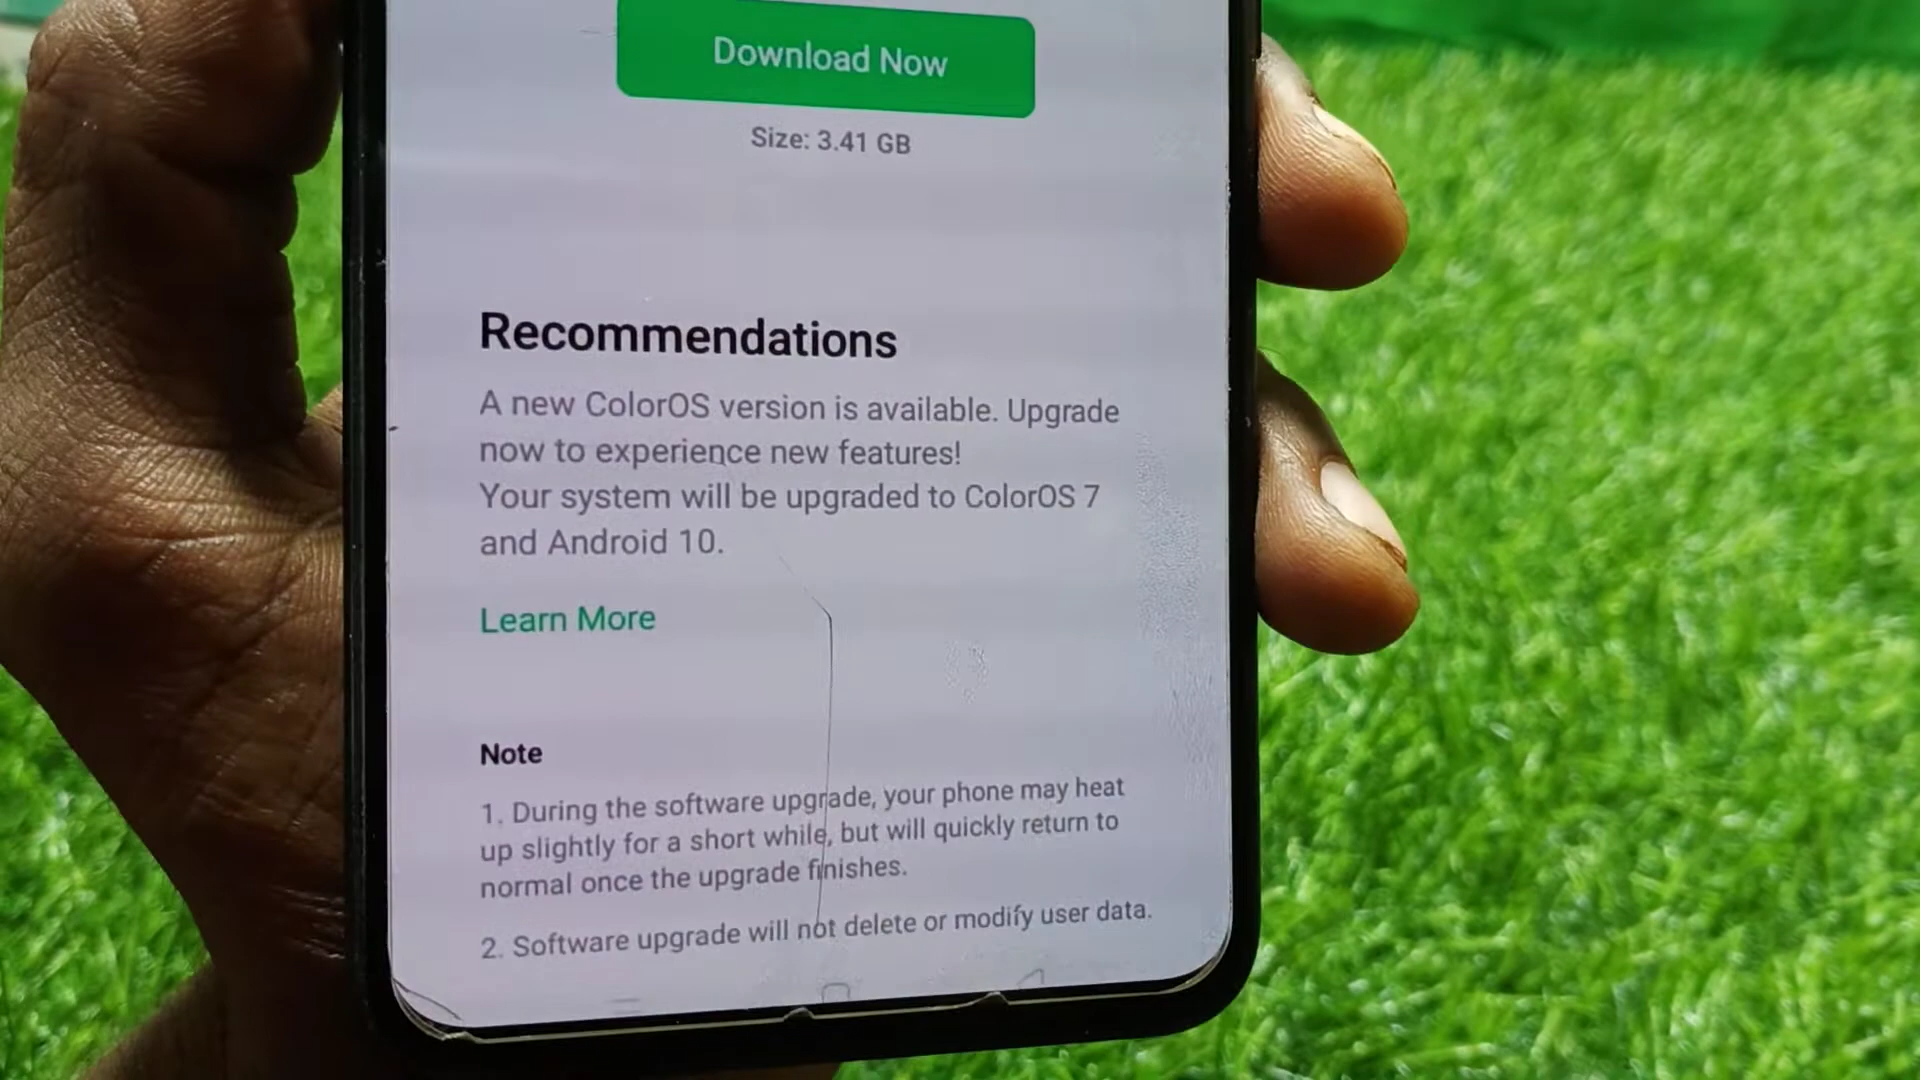 Download Now
Size: 3.41 GB
Recommendations
A new ColorOS version is available. Upgrade
now to experience new features!
Your system will be upgraded to ColorOS 7
and Android 10.
Learn More
Note
1. During the software upgrade, your phone may heat
up slightly for a short while, but will quickly return to
normal once the upgrade finishes.
2. Software upgrade will not delete or modify user data.